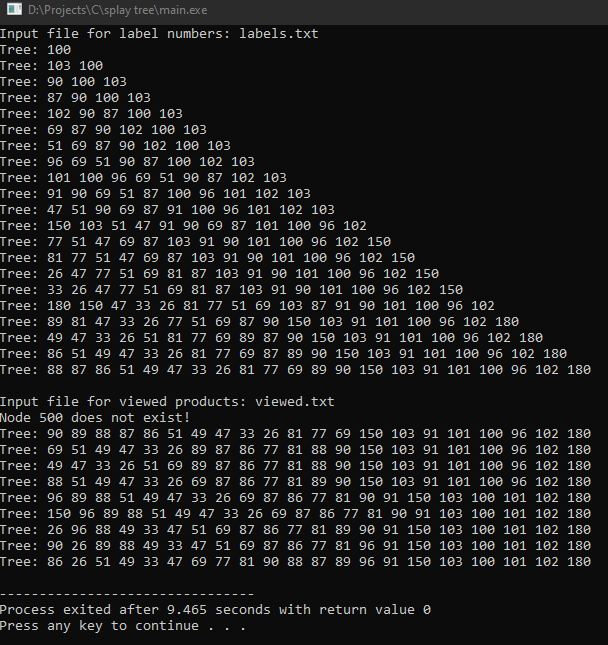 D:\Projects\C\splay tree\main.exe
Input file for label numbers: labels.txt
Tree: 100
Tree: 103 100
Tree: 90 100 103
Tree: 87 90 100 103
Tree: 102 90 87 100 103
Tree: 69 87 90 102 100 103
Tree: 51 69 87 90 102 100 103
Tree: 96 69 51 90 87 100 102 103
Tree: 101 100 96 69 51 90 87 102 103
Tree: 91 90 69 51 87 100 96 101 102 103
Tree: 47 51 90 69 87 91 100 96 101 102 103
Tree: 150 103 51 47 91 90 69 87 101 100 96 102
Tree: 77 51 47 69 87 103 91 90 101 100 96 102 150
Tree: 81 77 51 47 69 87 103 91 90 101 100 96 102 150
Tree: 26 47 77 51 69 81 87 103 91 90 101 100 96 102 150
Tree: 33 26 47 77 51 69 81 87 103 91 90 101 100 96 102 150
Tree: 180 150 47 33 26 81 77 51 69 103 87 91 90 101 100 96 102
Tree: 89 81 47 33 26 77 51 69 87 90 150 103 91 101 100 96 102 180
Tree: 49 47 33 26 51 81 77 69 89 87 90 150 103 91 101 100 96 102 180
Tree: 86 51 49 47 33 26 81 77 69 87 89 90 150 103 91 101 100 96 102 180
Tree: 88 87 86 51 49 47 33 26 81 77 69 89 90 150 103 91 101 100 96 102 180
Input file for viewed products: viewed.txt
Node 500 does not exist!
Tree: 90 89 88 87 86 51 49 47 33 26 81 77 69 150 103 91 101 100 96 102 180
Tree: 69 51 49 47 33 26 89 87 86 77 81 88 90 150 103 91 101 100 96 102 180
Tree: 49 47 33 26 51 69 89 87 86 77 81 88 90 150 103 91 101 100 96 102 180
Tree: 88 51 49 47 33 26 69 87 86 77 81 89 90 150 103 91 101 100 96 102 180
Tree: 96 89 88 51 49 47 33 26 69 87 86 77 81 90 91 150 103 100 101 102 180
Tree: 150 96 89 88 51 49 47 33 26 69 87 86 77 81 90 91 103 100 101 102 180
Tree: 26 96 88 49 33 47 51 69 87 86 77 81 89 90 91 150 103 100 101 102 180
Tree: 90 26 89 88 49 33 47 51 69 87 86 77 81 96 91 150 103 100 101 102 180
Tree: 86 26 51 49 33 47 69 77 81 90 88 87 89 96 91 150 103 100 101 102 180
--------------------------------
Process exited after 9.465 seconds with return value 0
Press any key to continue . . .